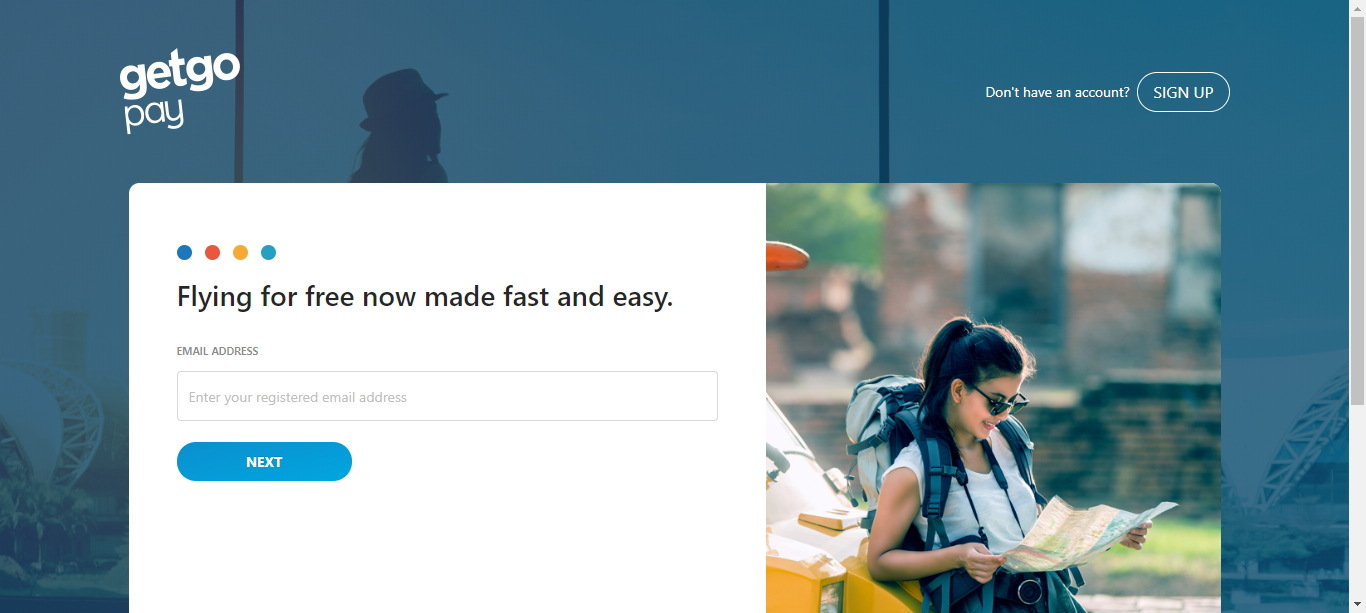 getgo
pay
Don't have an account?
SIGN UP
Flying for free now made fast and easy.
EMAIL ADDRESS
Enter your registered email address
NEXT